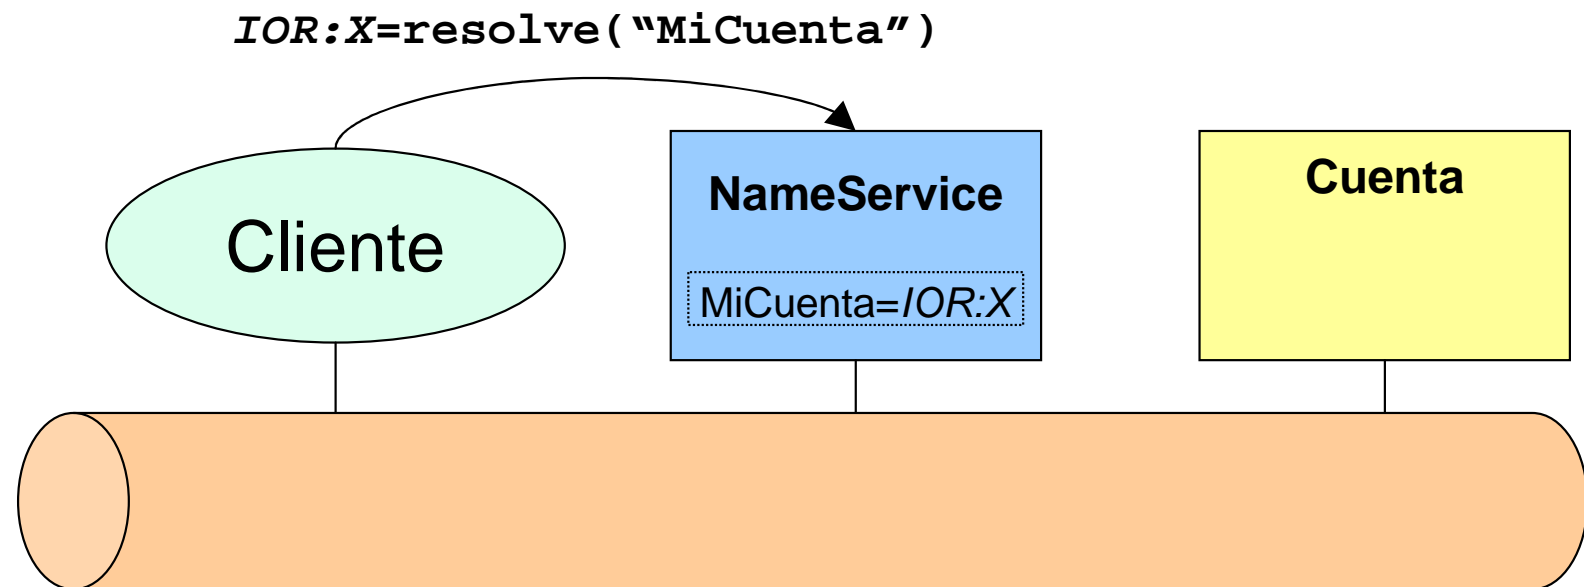 IOR:X=resolve(“MiCuenta”)
Cliente
NameService
MiCuenta=IOR:X
Cuenta